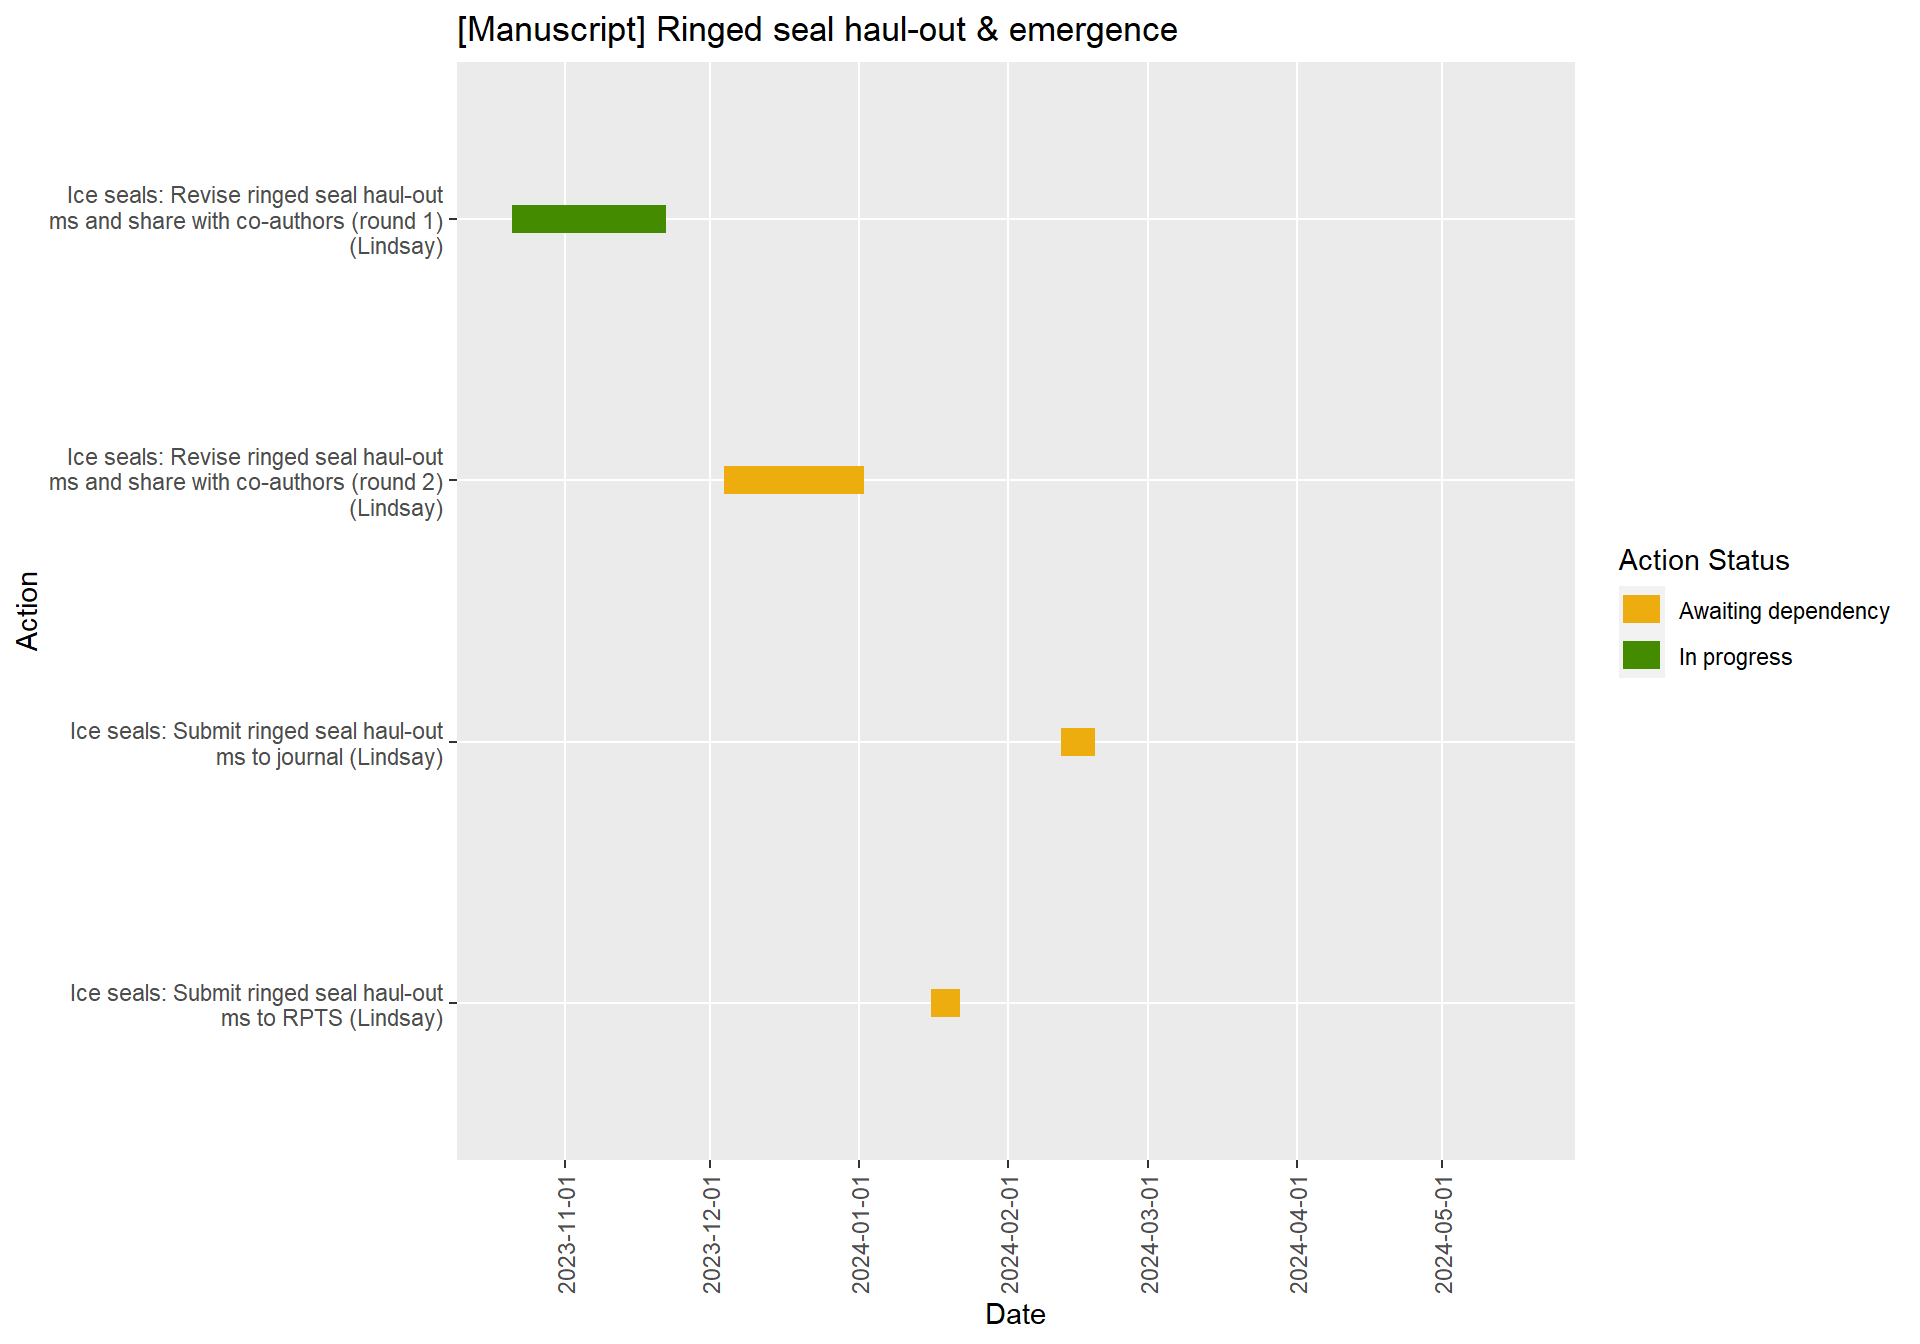 [Manuscript] Ringed seal haul-out & emergence
Ice seals: Revise ringed seal haul-out
ms and share with co-authors (round 1)
(Lindsay)
Ice seals: Revise ringed seal haul-out
ms and share with co-authors (round 2)
(Lindsay)
Ice seals: Submit ringed seal haul-out
ms to journal (Lindsay)
Ice seals: Submit ringed seal haul-out
ms to RPTS (Lindsay)
Action
2023-11-01
2023-12-01
2024-01-01
2024-02-01
2024-03-01
2024-04-01
2024-05-01
Date
Action Status
Awaiting dependency
In progress